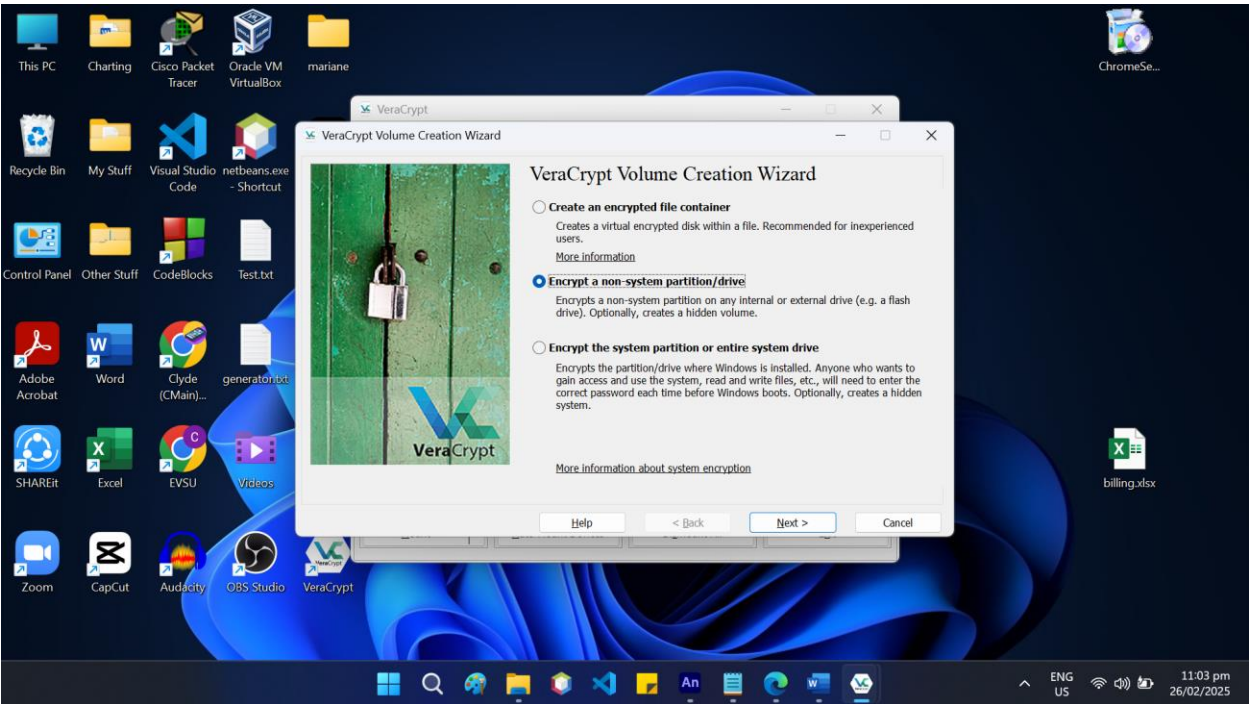 This PC
Charting
Cisco Packet
Tracer
Oracle VM
VirtualBox
mariane
ChromeSe...
Recycle Bin
My Stuff
Visual Studio
Code
netbeans.exe
- Shortcut
Control Panel
Other Stuff
CodeBlocks
Test.txt
Adobe
Acrobat
Word
Clyde
(CMain)...
generator.txt
SHAREit
Excel
EVSU
Videos
billing.xlsx
Zoom
CapCut
Audacity
OBS Studio
VeraCrypt
VeraCrypt
VeraCrypt Volume Creation Wizard
VeraCrypt
VeraCrypt Volume Creation Wizard
Create an encrypted file container
Creates a virtual encrypted disk within a file. Recommended for inexperienced
users.
More information
Encrypt a non-system partition/drive
Encrypts a non-system partition on any internal or external drive (e.g. a flash
drive). Optionally, creates a hidden volume.
Encrypt the system partition or entire system drive
Encrypts the partition/drive where Windows is installed. Anyone who wants to
gain access and use the system, read and write files, etc., will need to enter the
correct password each time before Windows boots. Optionally, creates a hidden
system.
More information about system encryption
Help
< Back
Next >
Cancel
An
ENG
US
11:03 pm
26/02/2025